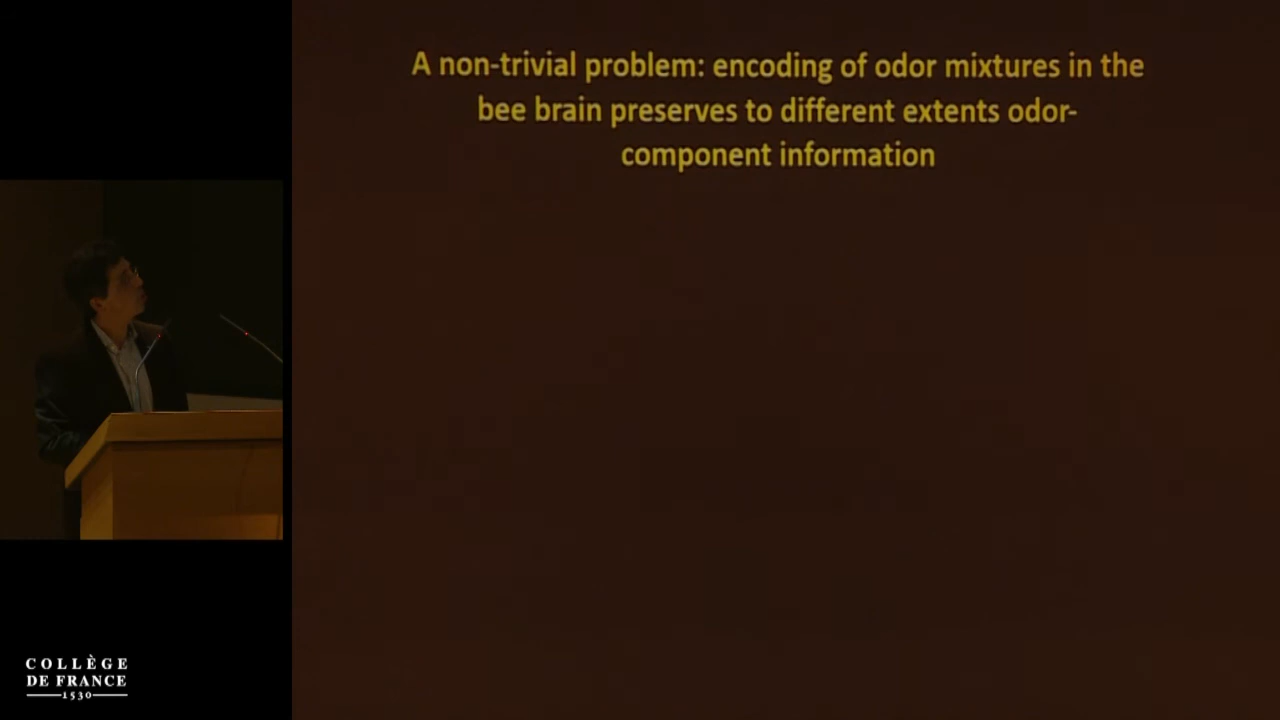 A non-trivial problem: encoding of odor mixtures in the
bee brain preserves to different extents odor-
component information
COLLÈGE
DE FRANCE
1530